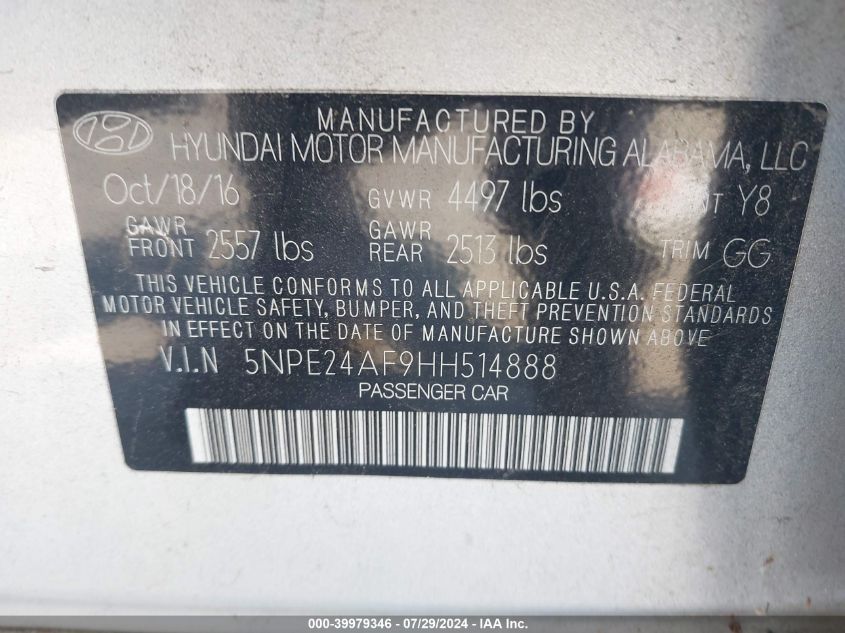 MANUFACTURED BY
HYUNDAI MOTOR MANUFACTURING ALABAMA, LLC
Oct/18/16 GVWR 4497 lbs Y8
GAWR FRONT 2557 lbs GAWR REAR 2513 lbs TRIM GG
THIS VEHICLE CONFORMS TO ALL APPLICABLE U.S.A. FEDERAL
MOTOR VEHICLE SAFETY, BUMPER, AND THEFT PREVENTION STANDARDS
IN EFFECT ON THE DATE OF MANUFACTURE SHOWN ABOVE
V.I.N 5NPE24AF9HH514888
PASSENGER CAR
000-39979346 - 07/29/2024 - IAA Inc.